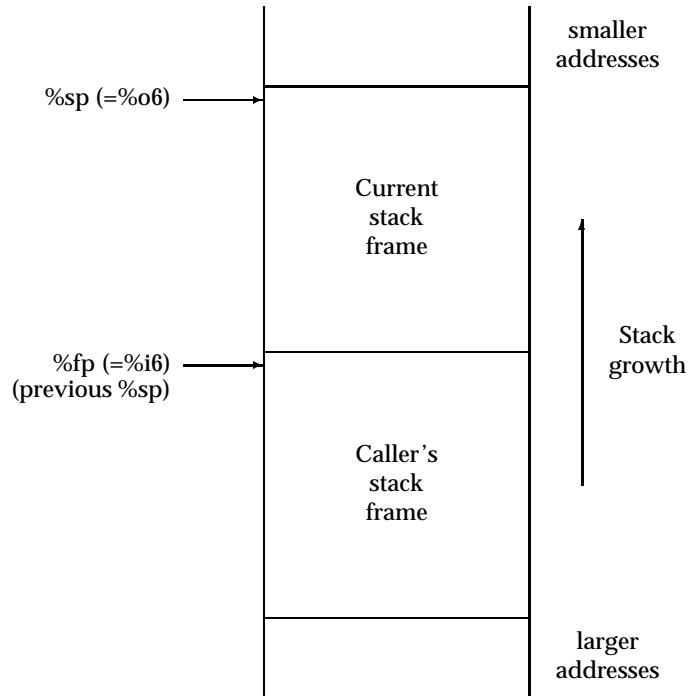 smaller
addresses
%sp (=%o6)
Current
stack
frame
%fp (=%i6)
(previous %sp)
Stack
growth
Caller's
stack
frame
larger
addresses